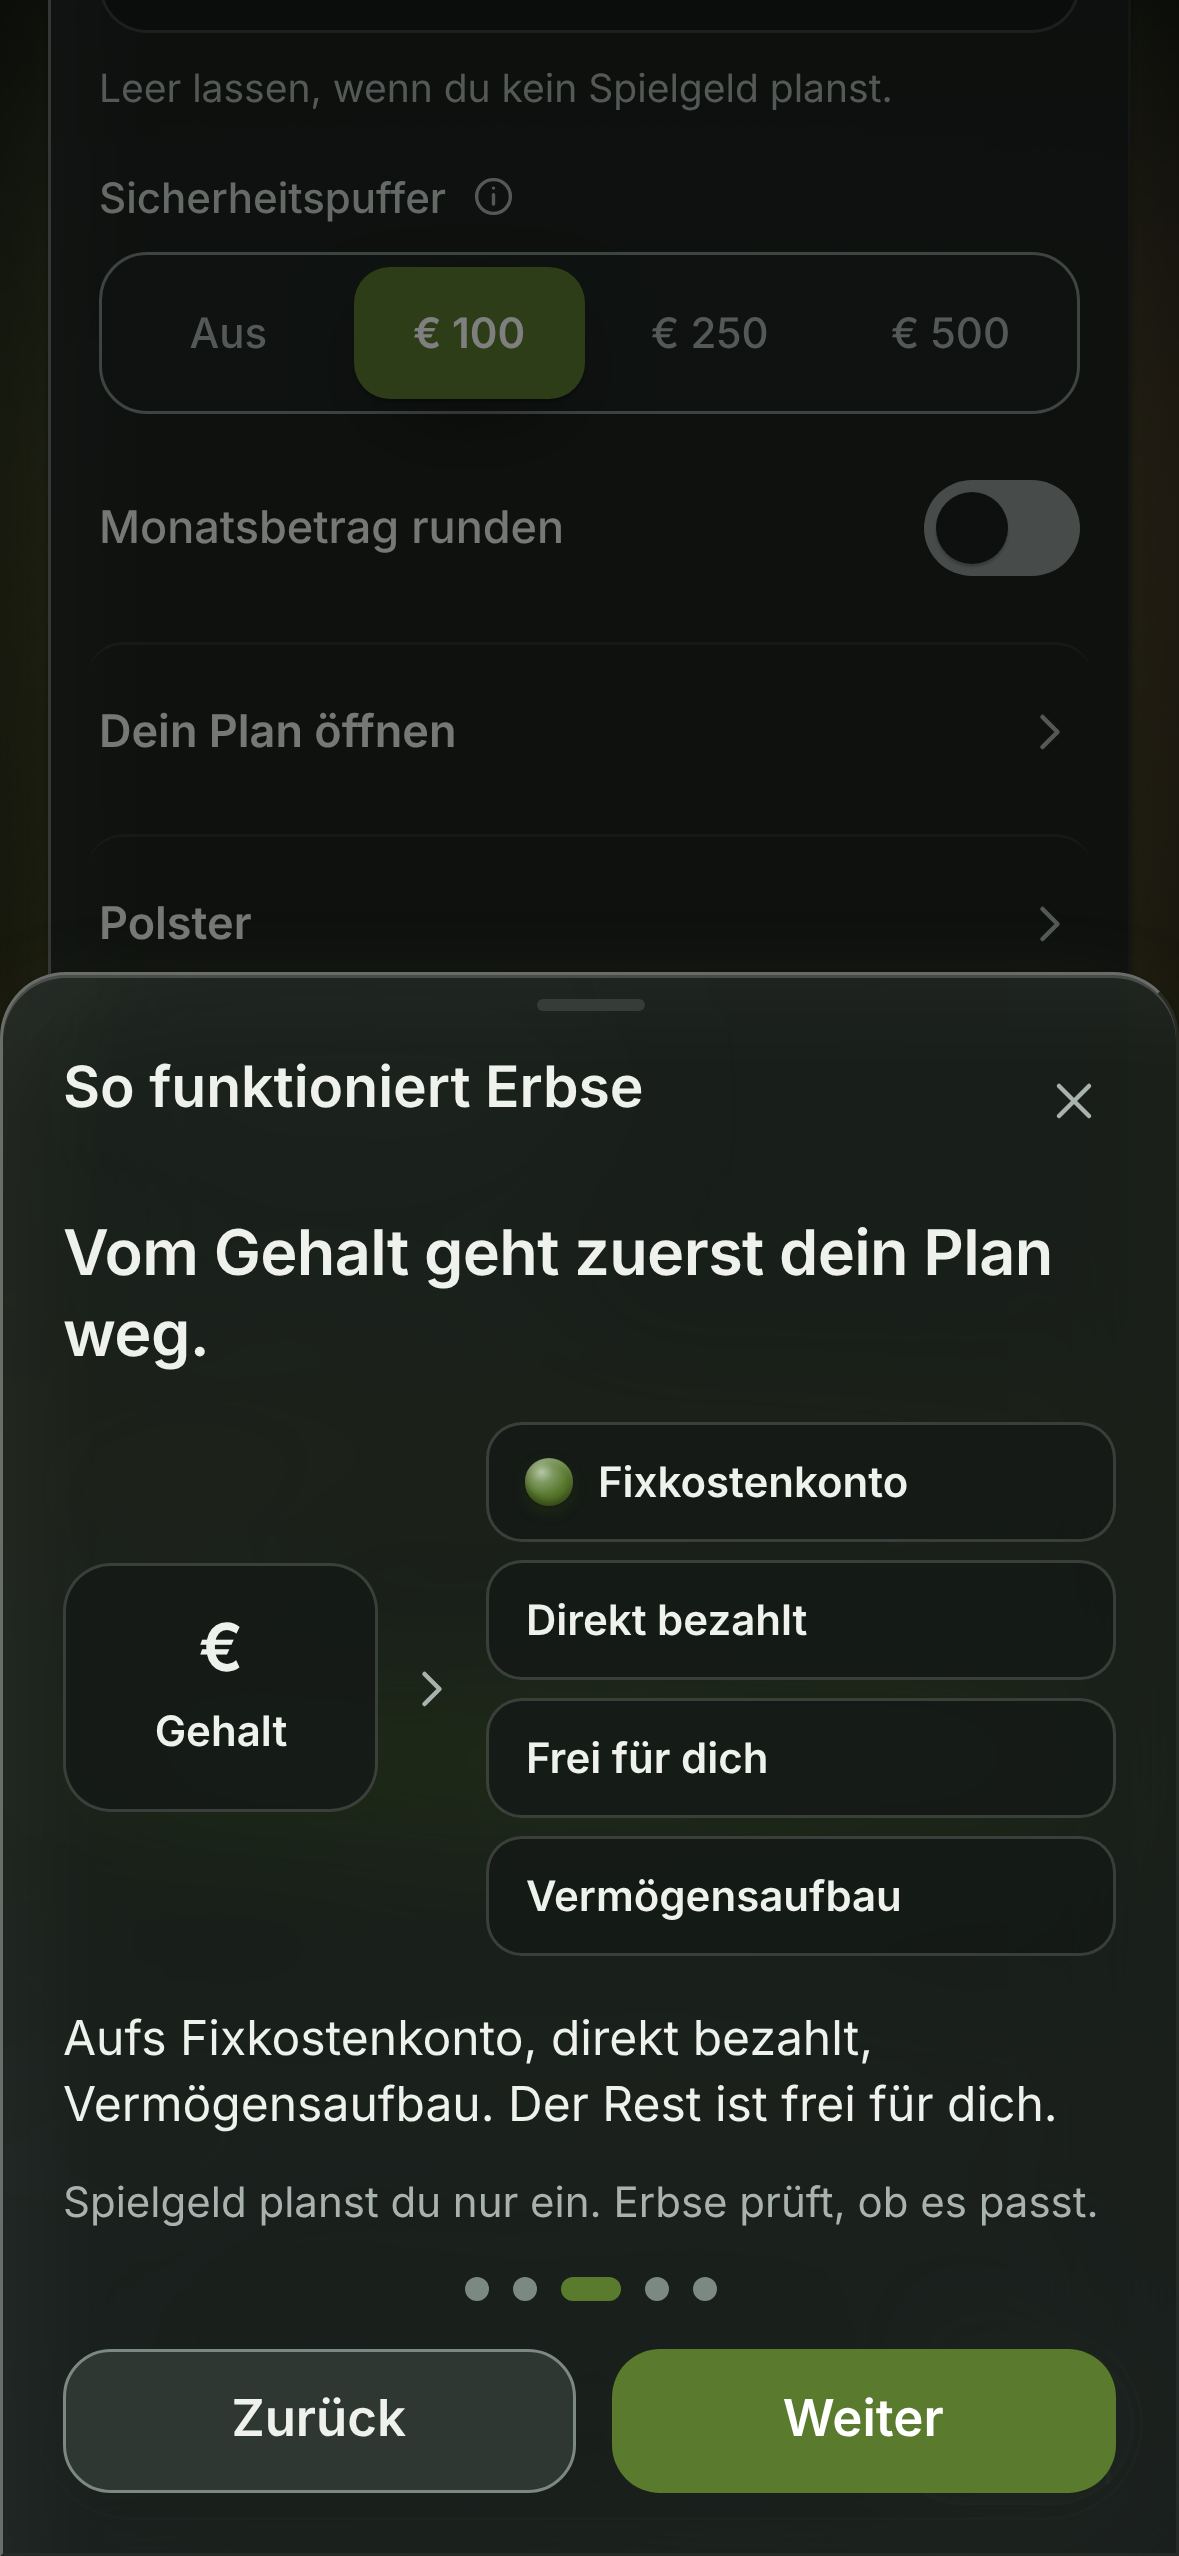 Leer lassen, wenn du kein Spielgeld planst.
Sicherheitspuffer
Aus
€ 100
€ 250
€ 500
Monatsbetrag runden
Dein Plan öffnen
Polster
So funktioniert Erbse
Vom Gehalt geht zuerst dein Plan
weg.
€
Gehalt
Fixkostenkonto
Direkt bezahlt
Frei für dich
Vermögensaufbau
Aufs Fixkostenkonto, direkt bezahlt,
Vermögensaufbau. Der Rest ist frei für dich.
Spielgeld planst du nur ein. Erbse prüft, ob es passt.
Zurück
Weiter